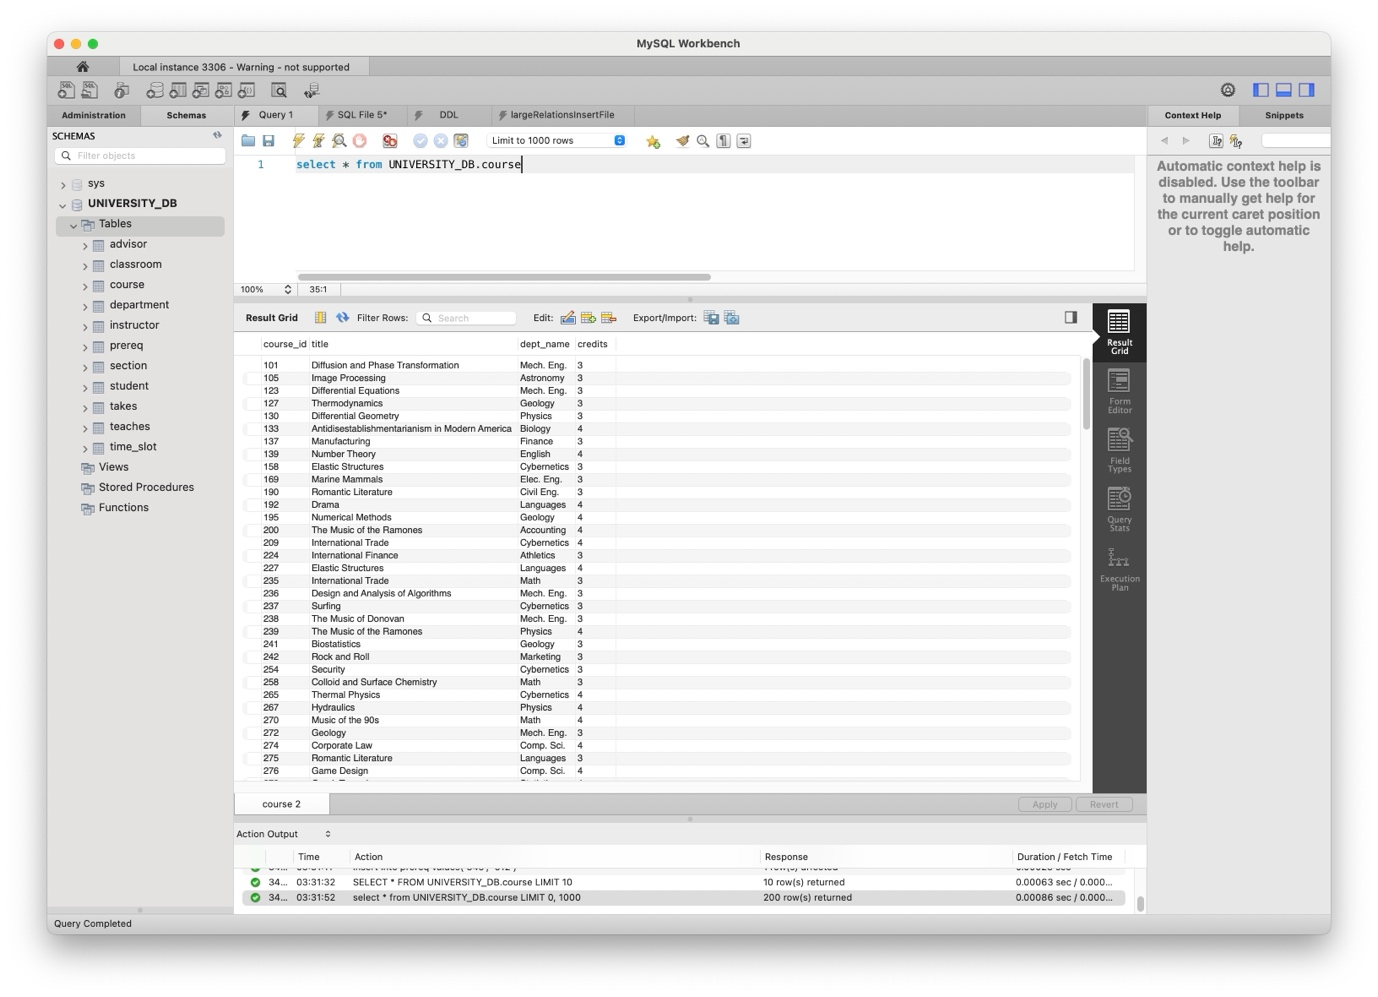 MySQL Workbench
Local instance 3306 - Warning - not supported
Administration Schemas Query 1 SQL File 5* DDL largeRelationsInsertFile Context Help Snippets
SCHEMAS
Filter objects
Limit to 1000 rows
1 select * from UNIVERSITY_DB.course
Automatic context help is
disabled. Use the toolbar
to manually get help for
the current caret position
or to toggle automatic
help.
sys
UNIVERSITY_DB
Tables
advisor
classroom
course
department
instructor
prereq
section
student
takes
teaches
time_slot
Views
Stored Procedures
Functions
100% 35:1
Result Grid Filter Rows: Search Edit: Export/Import:
course_id title dept_name credits
101 Diffusion and Phase Transformation Mech. Eng. 3
105 Image Processing Astronomy 3
123 Differential Equations Mech. Eng. 3
127 Thermodynamics Geology 3
130 Differential Geometry Physics 3
133 Antidisestablishmentarianism in Modern America Biology 4
137 Manufacturing Finance 3
139 Number Theory English 4
158 Elastic Structures Cybernetics 3
169 Marine Mammals Elec. Eng. 3
190 Romantic Literature Civil Eng. 3
192 Drama Languages 4
195 Numerical Methods Geology 4
200 The Music of the Ramones Accounting 4
209 International Trade Cybernetics 4
224 International Finance Athletics 3
227 Elastic Structures Languages 4
235 International Trade Math 3
236 Design and Analysis of Algorithms Mech. Eng. 3
237 Surfing Cybernetics 3
238 The Music of Donovan Mech. Eng. 3
239 The Music of the Ramones Physics 4
241 Biostatistics Geology 3
242 Rock and Roll Marketing 3
254 Security Cybernetics 3
258 Colloid and Surface Chemistry Math 3
265 Thermal Physics Cybernetics 4
267 Hydraulics Physics 4
270 Music of the 90s Math 4
272 Geology Mech. Eng. 3
274 Corporate Law Comp. Sci. 4
275 Romantic Literature Languages 3
276 Game Design Comp. Sci. 4
Result
Grid
Form
Editor
Field
Types
Query
Stats
Execution
Plan
course 2 Apply Revert
Action Output
Time Action Response Duration / Fetch Time
34... 03:31:32 SELECT * FROM UNIVERSITY_DB.course LIMIT 10 10 row(s) returned 0.00063 sec / 0.000...
34... 03:31:52 select * from UNIVERSITY_DB.course LIMIT 0, 1000 200 row(s) returned 0.00086 sec / 0.000...
Query Completed